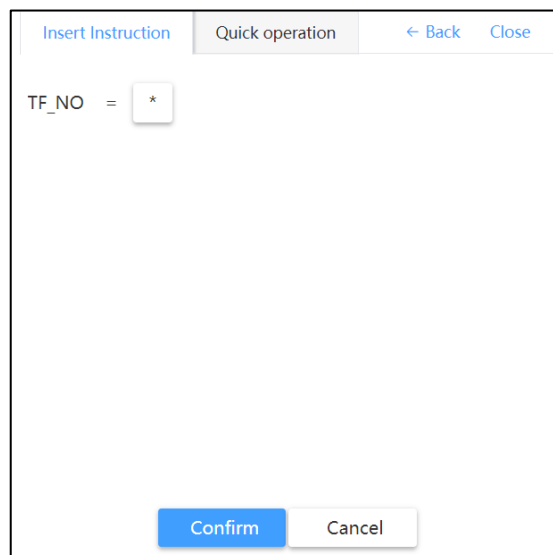 Insert Instruction Quick operation ← Back Close
TF_NO = *
Confirm Cancel